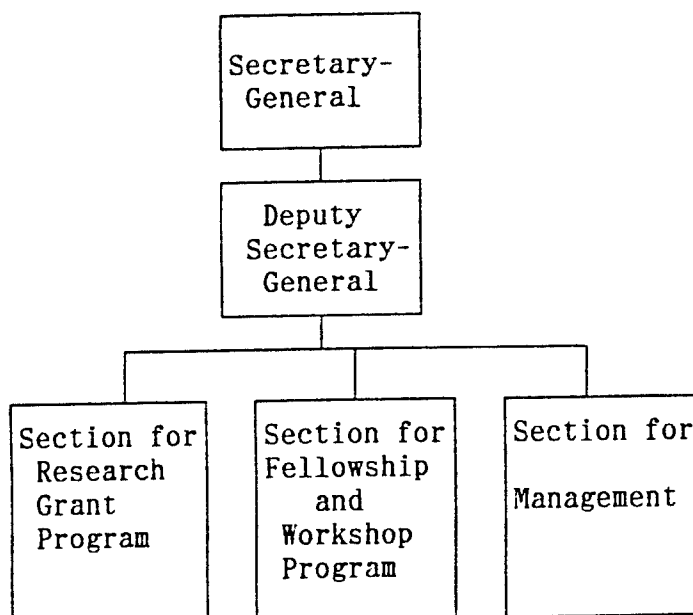 Secretary-
General
Deputy
Secretary-
General
Section for
Research
Grant
Program
Section for
Fellowship
and
Workshop
Program
Section for
Management